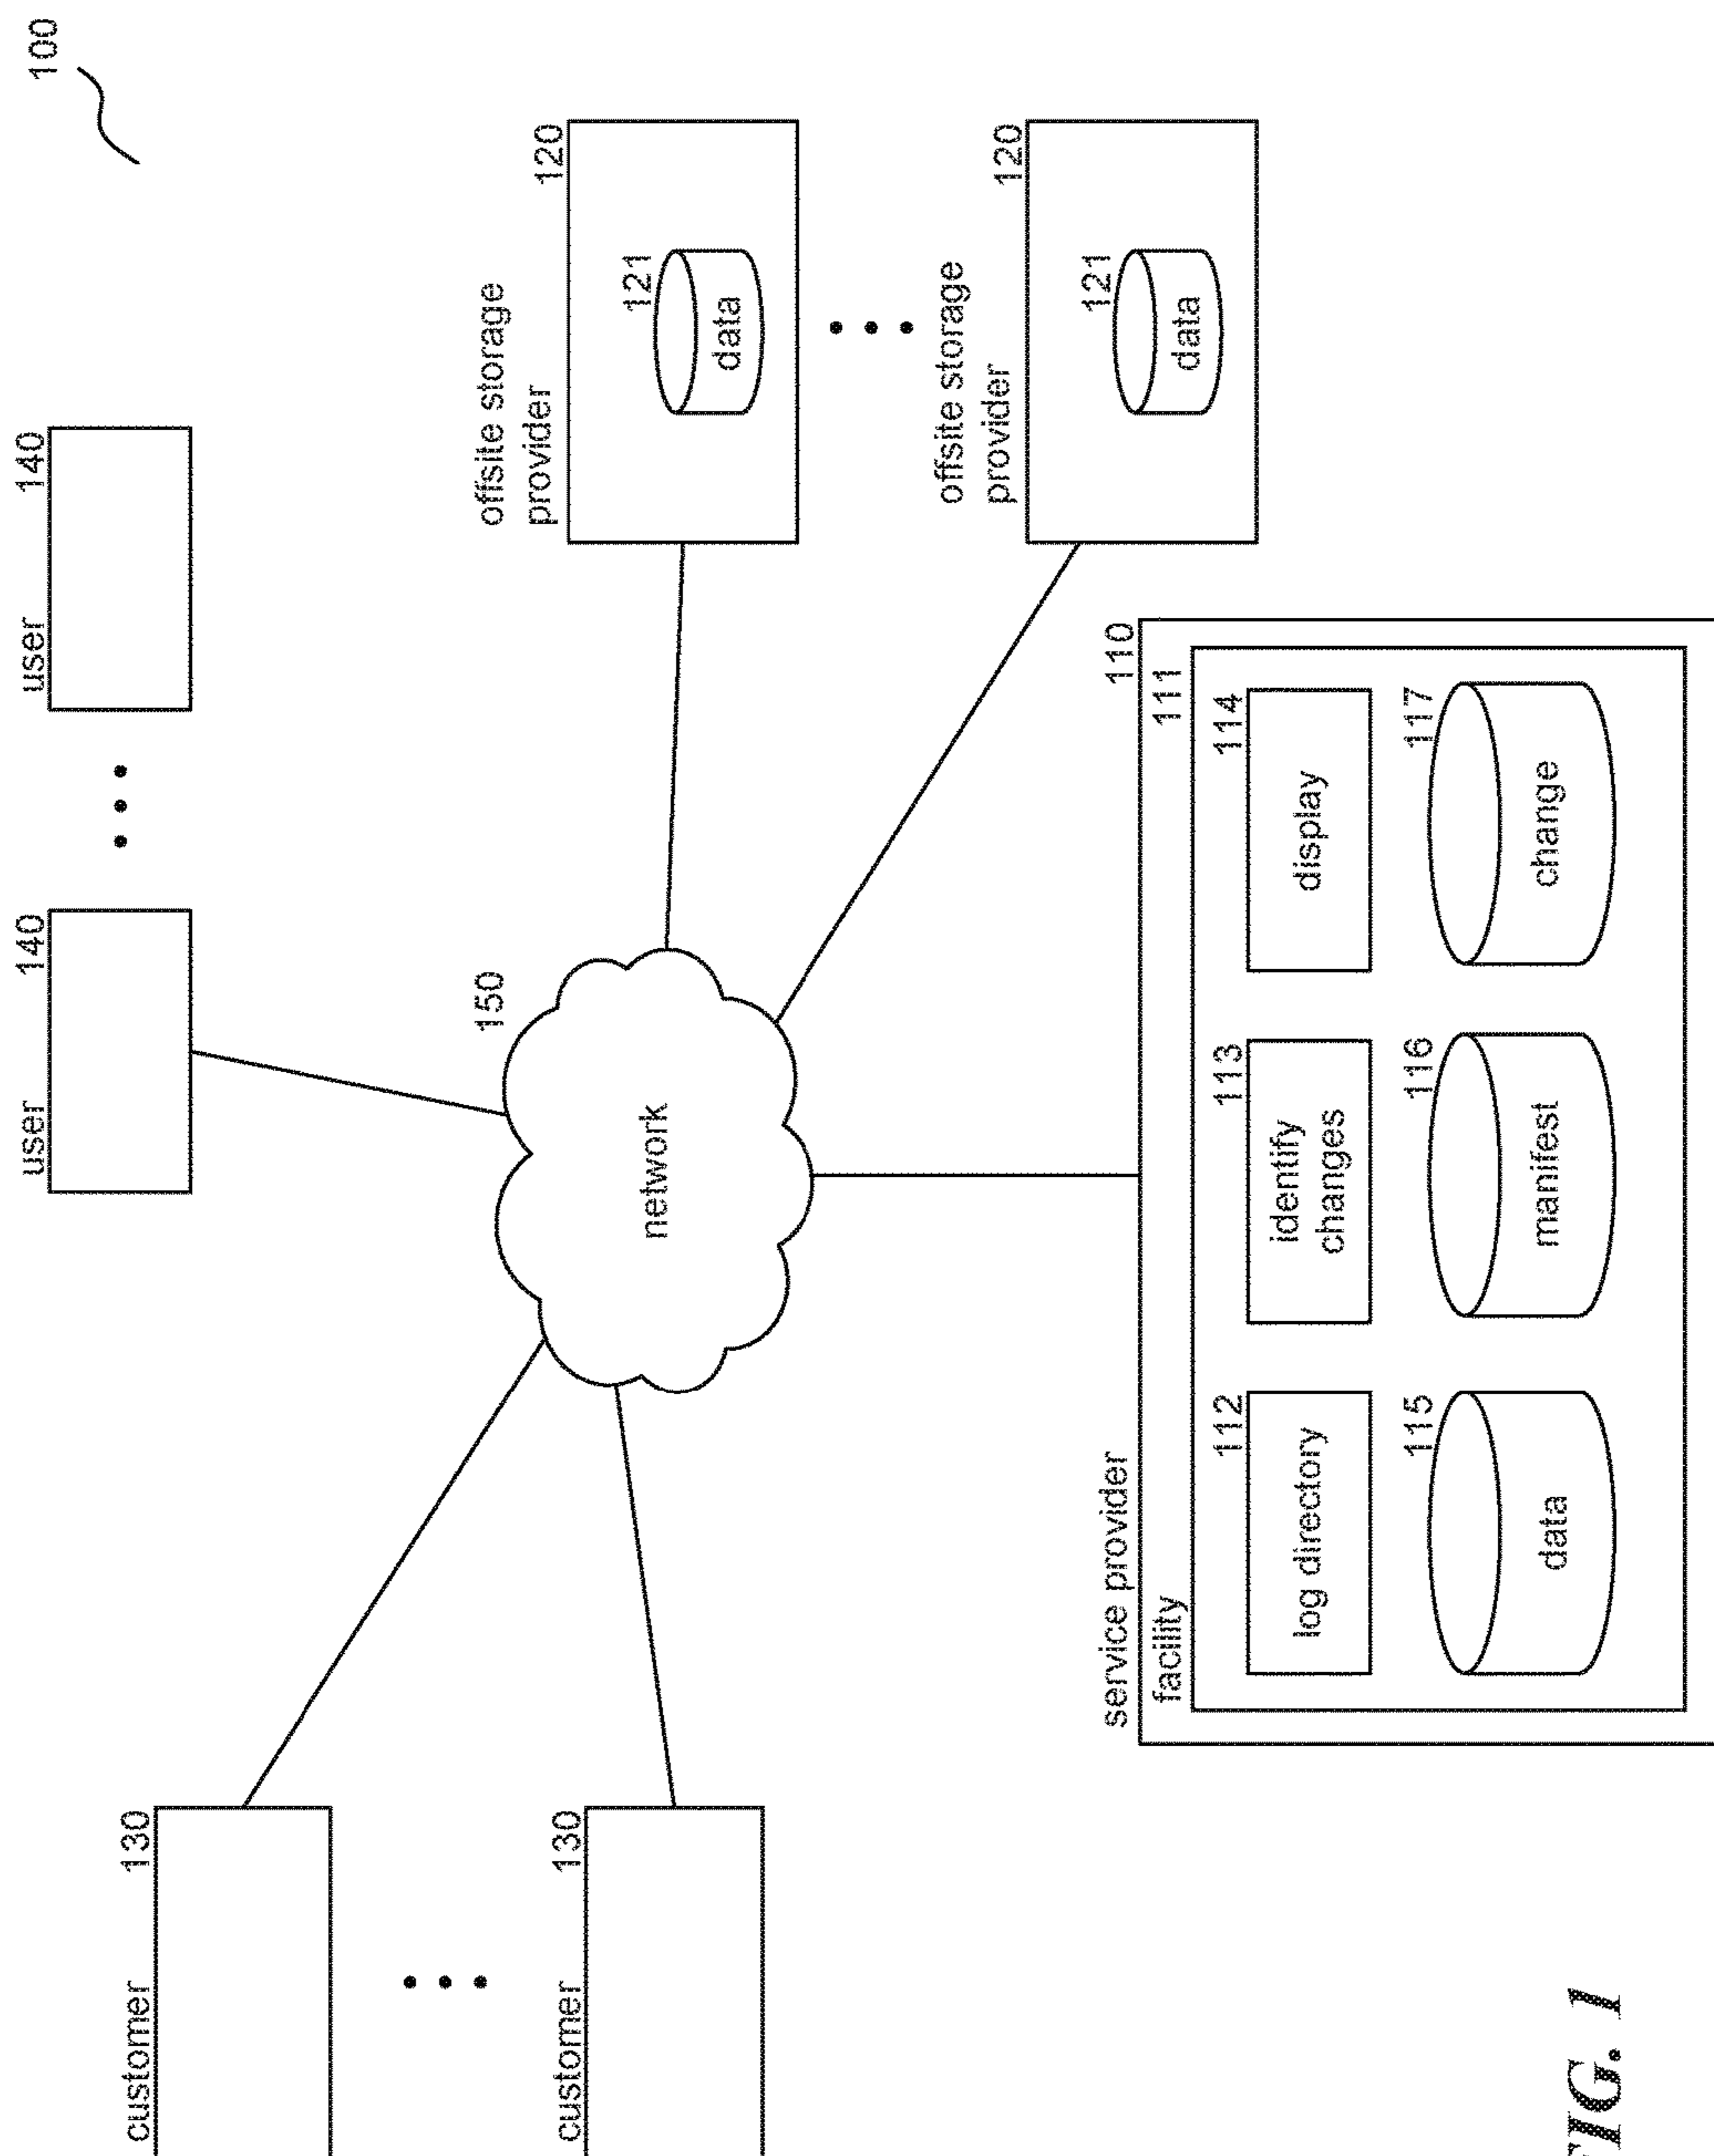 100
user 140
user 140
customer 130
customer 130
150
network
offsite storage
provider 120
121
data
offsite storage
provider 120
121
data
service provider 110
facility 111
112
log directory
113
identify
changes
114
display
115
data
116
manifest
117
change
FIG. 1